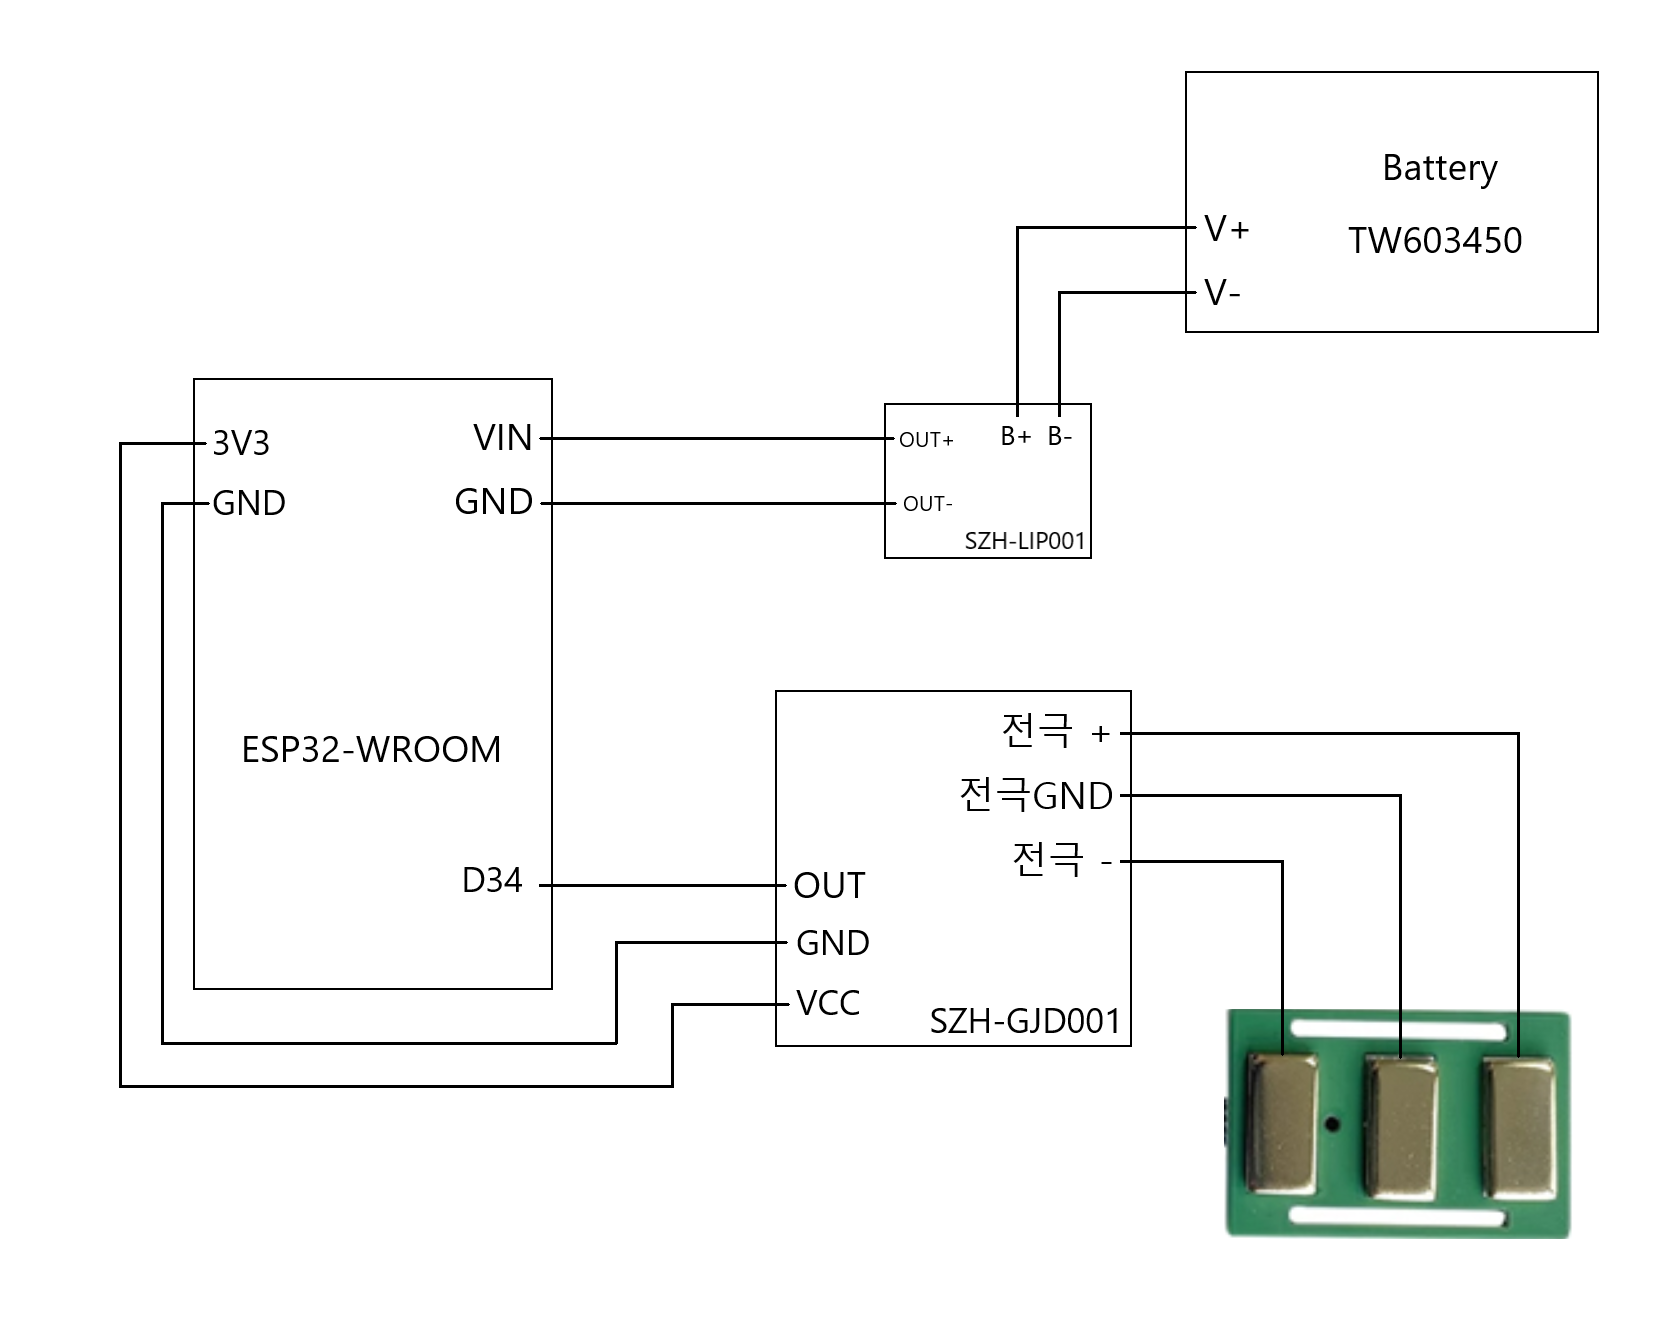 Battery
TW603450
V+
V-
3V3
GND
VIN
GND
ESP32-WROOM
D34
OUT+
B+
B-
OUT-
SZH-LIP001
전극 +
전극GND
전극 -
OUT
GND
VCC
SZH-GJD001